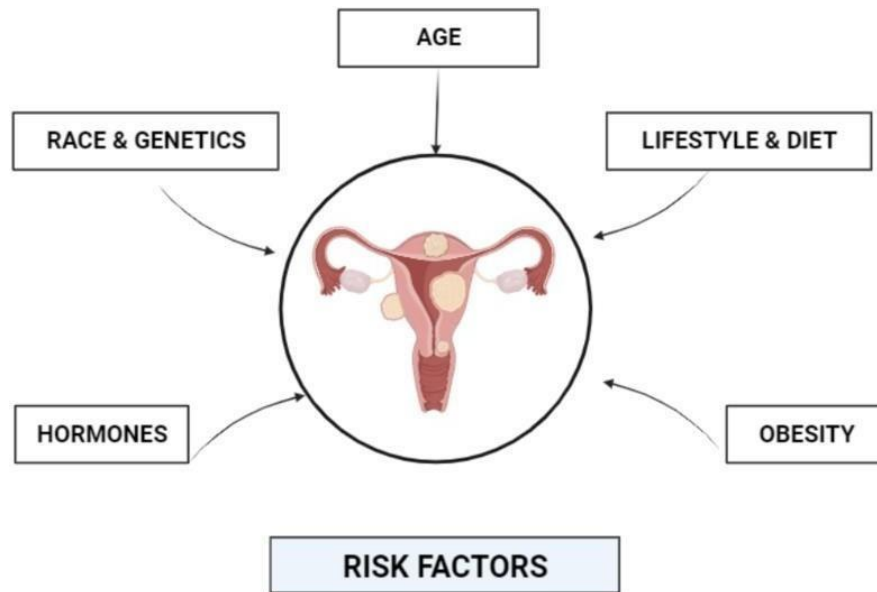 AGE
RACE & GENETICS
LIFESTYLE & DIET
HORMONES
OBESITY
RISK FACTORS